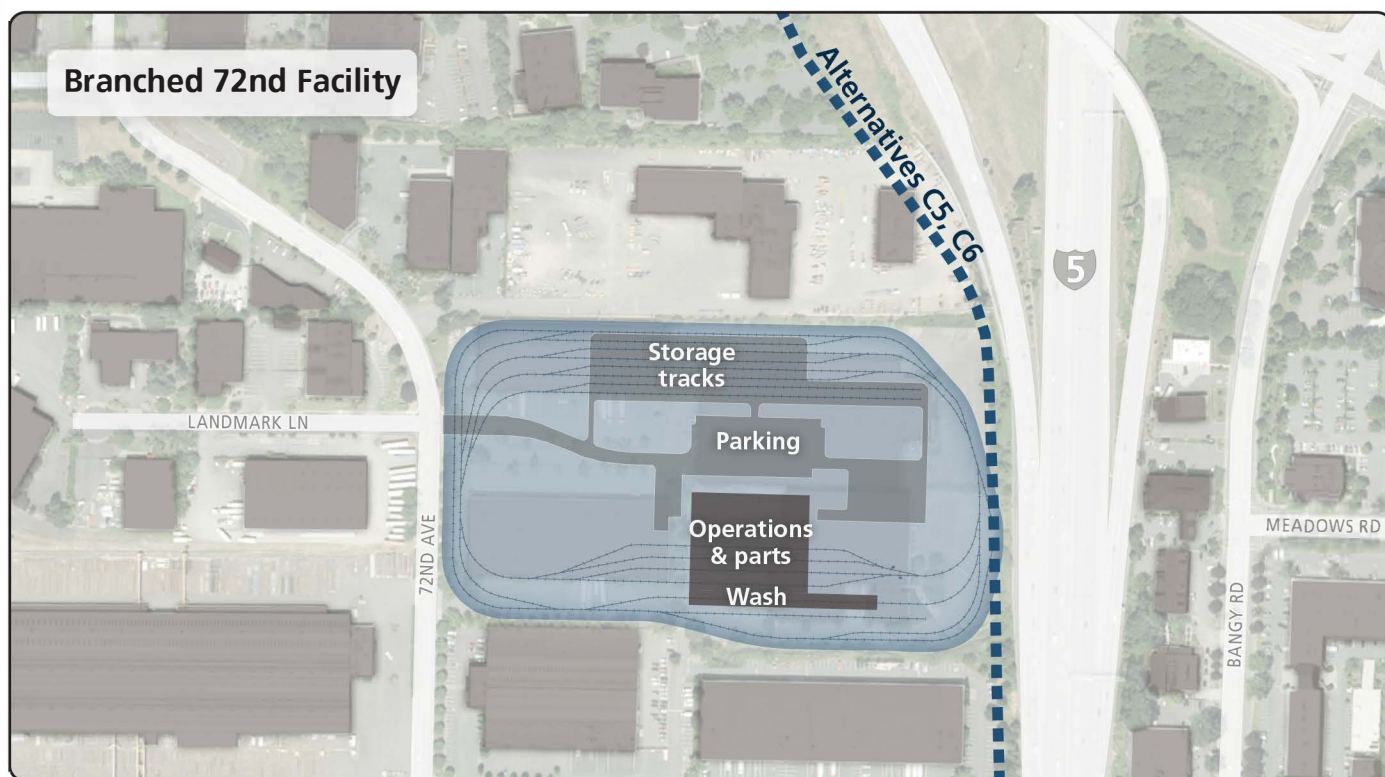 Branched 72nd Facility
Alternatives C5, C6
5
Storage
tracks
LANDMARK LN
Parking
Operations
& parts
Wash
72ND AVE
MEADOWS RD
BANGY RD